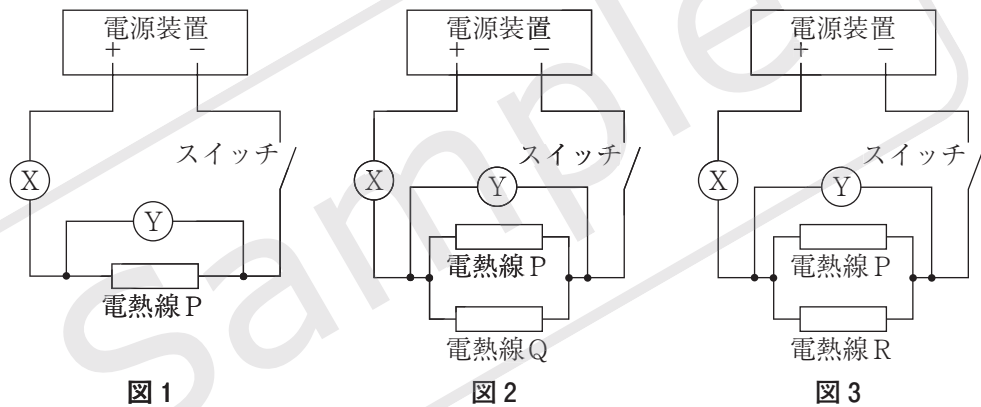 電源装置
+ −
スイッチ
X
Y
電熱線P
図1
電源装置
+ −
スイッチ
X
Y
電熱線P
電熱線Q
図2
電源装置
+ −
スイッチ
X
Y
電熱線P
電熱線R
図3
Sample